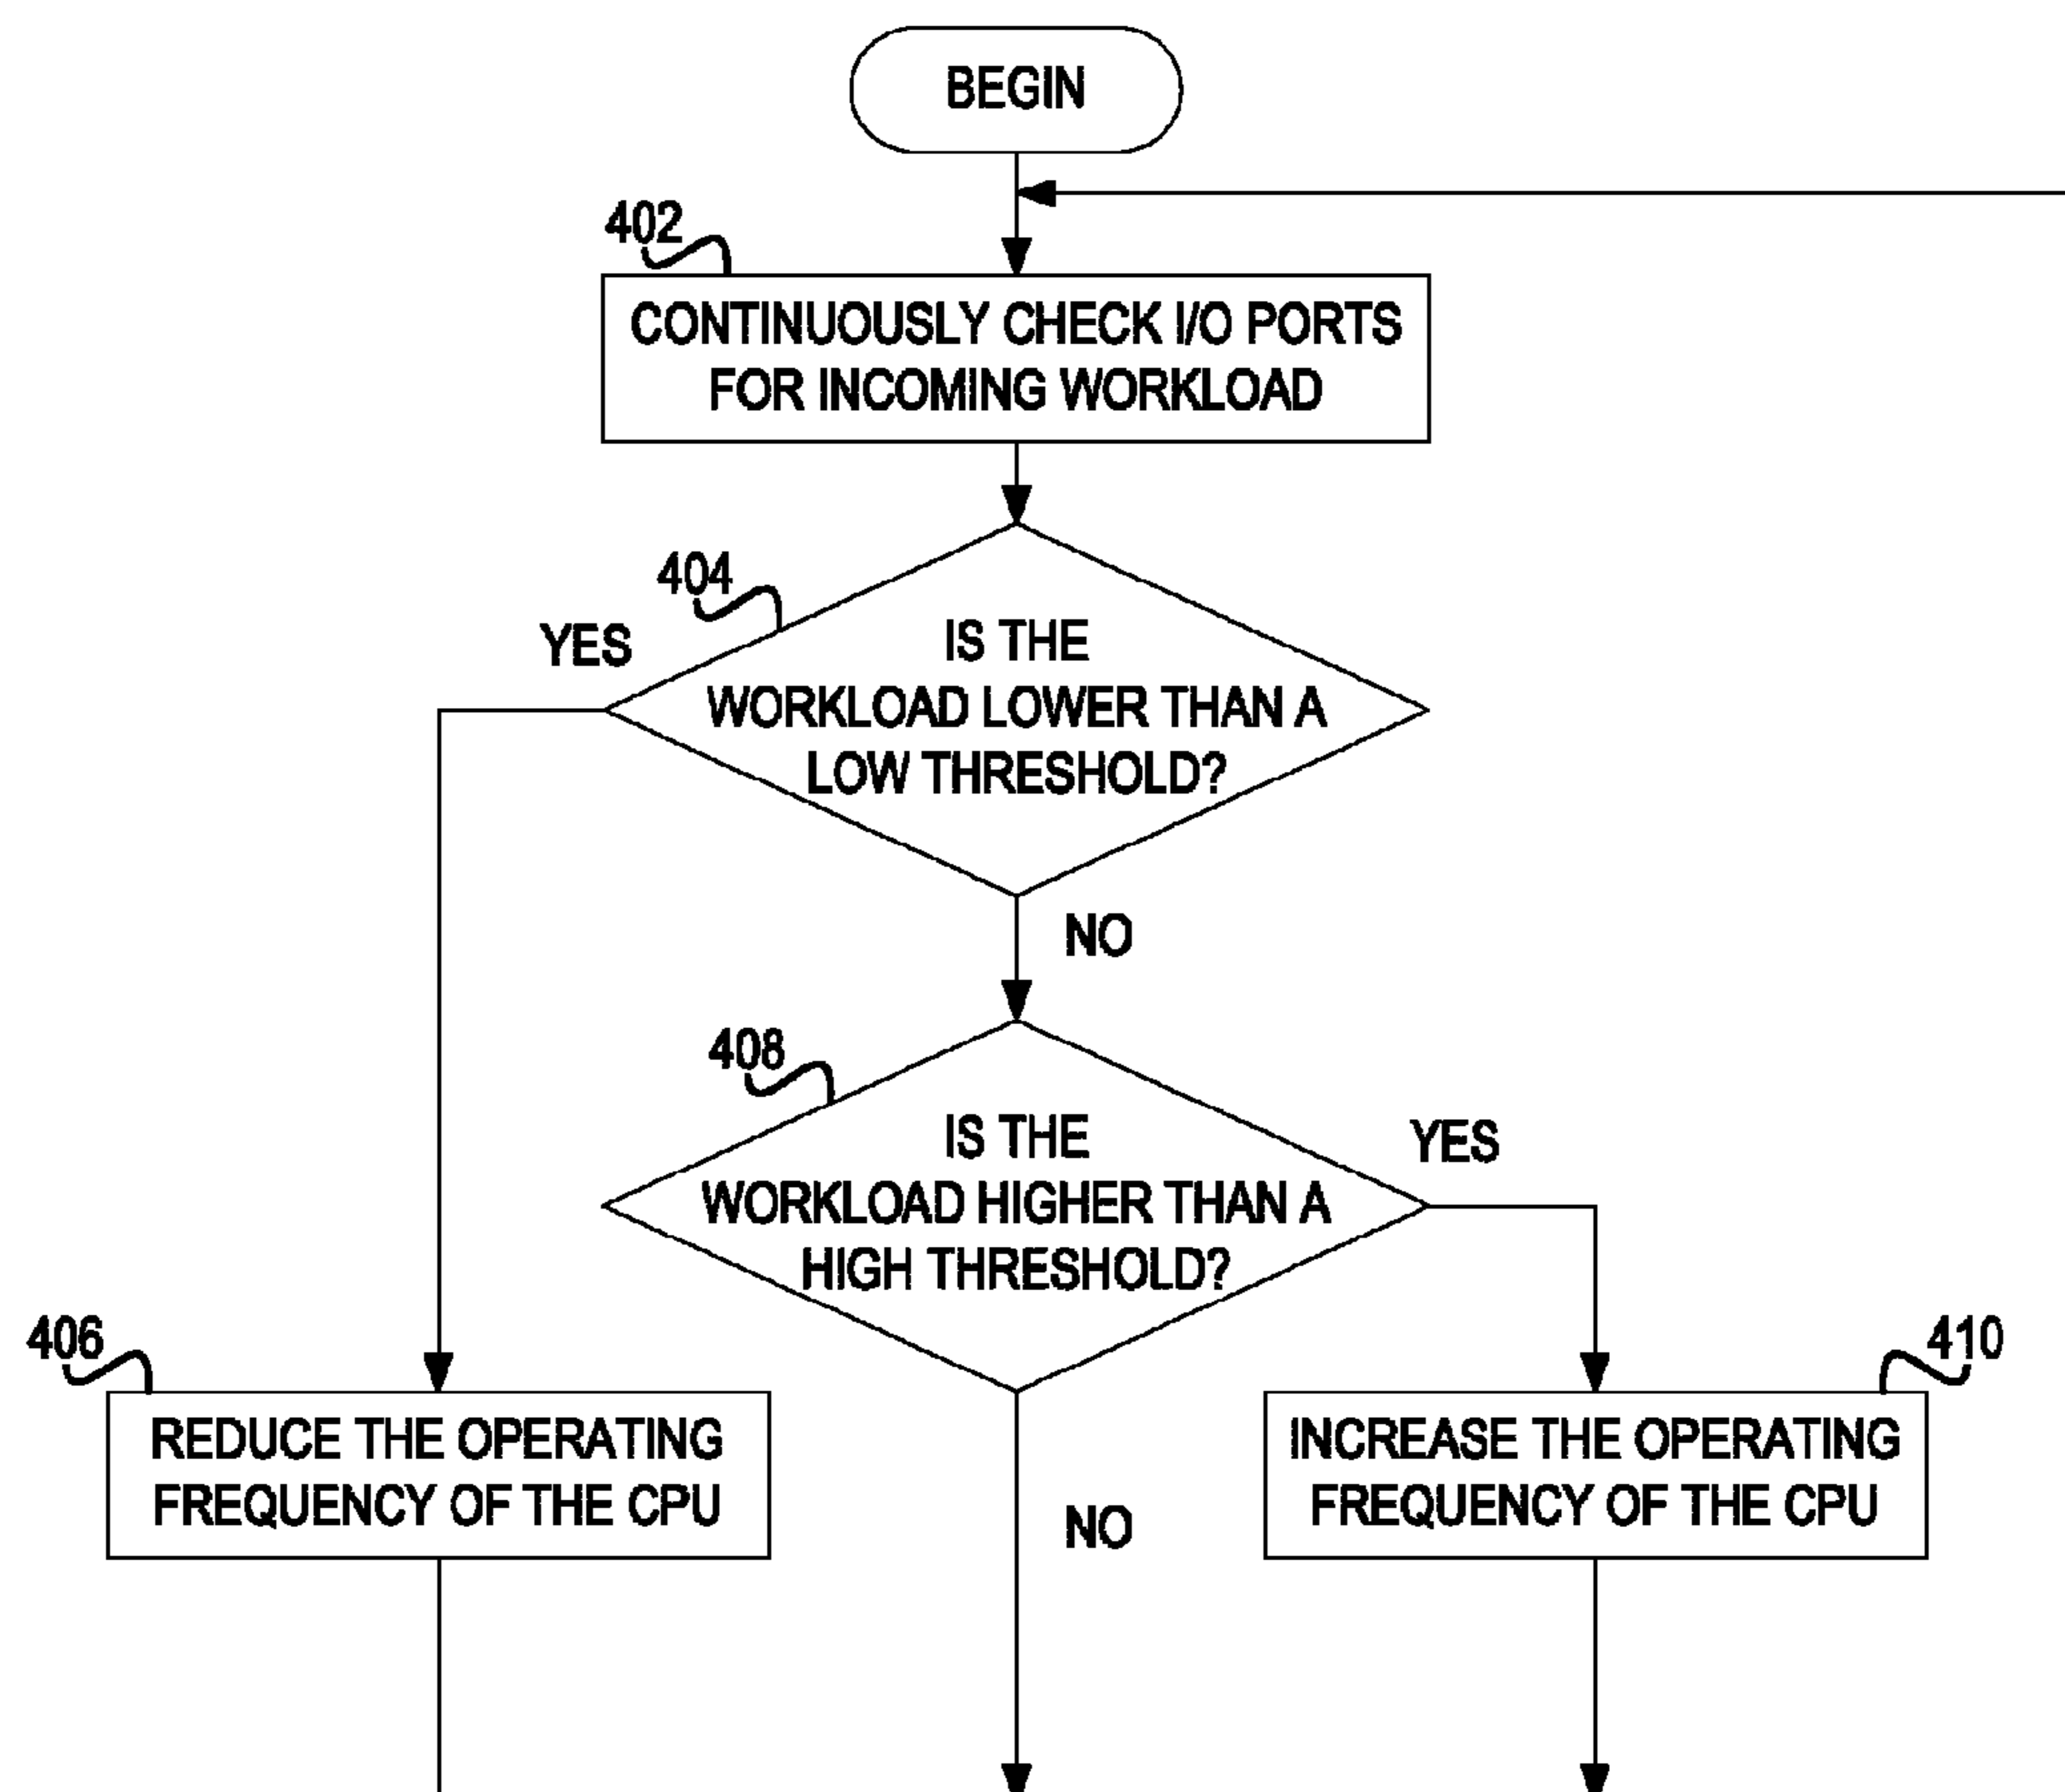 BEGIN
402
CONTINUOUSLY CHECK I/O PORTS
FOR INCOMING WORKLOAD
404
YES
IS THE
WORKLOAD LOWER THAN A
LOW THRESHOLD?
NO
408
IS THE
WORKLOAD HIGHER THAN A
HIGH THRESHOLD?
YES
406
REDUCE THE OPERATING
FREQUENCY OF THE CPU
NO
410
INCREASE THE OPERATING
FREQUENCY OF THE CPU